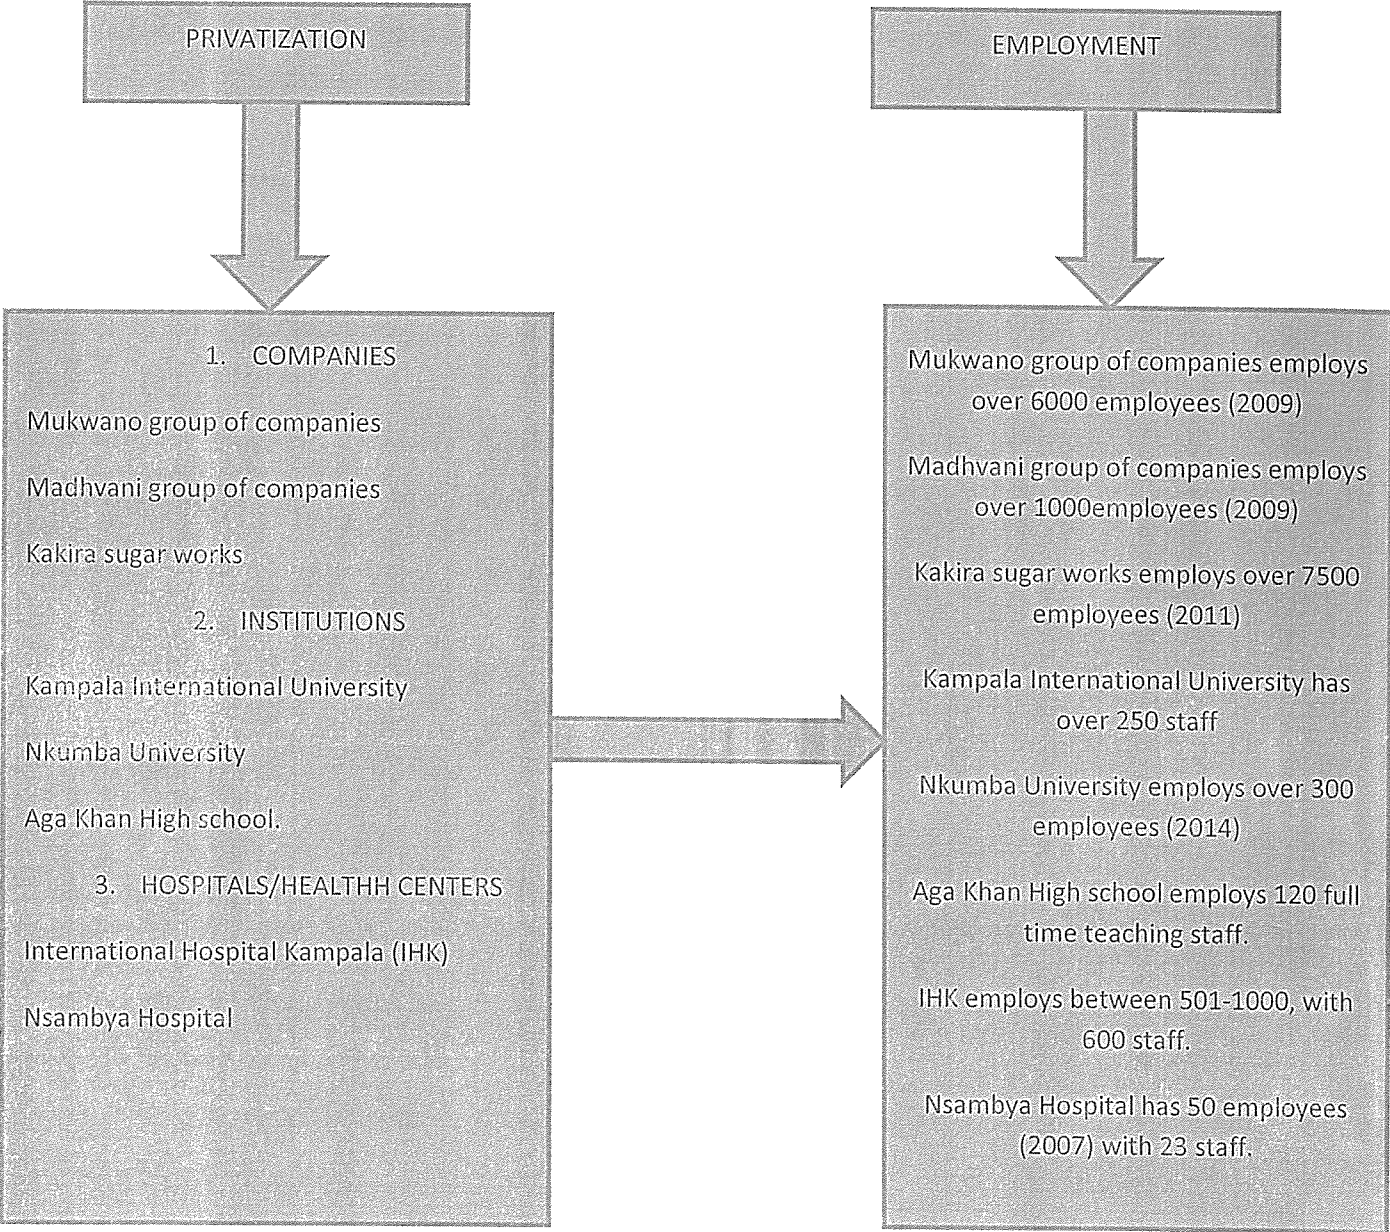 PRIVATIZATION
EMPLOYMENT
1. COMPANIES
Mukwano group of companies
Madhvani group of companies
Kakira sugar works
2. INSTITUTIONS
Kampala International University
Nkumba University
Aga Khan High school.
3. HOSPITALS/HEALTHH CENTERS
International Hospital Kampala (IHK)
Nsambya Hospital
Mukwano group of companies employs
over 6000 employees (2009)
Madhvani group of companies employs
over 1000employees (2009)
Kakira sugar works employs over 7500
employees (2011)
Kampala International University has
over 250 staff
Nkumba University employs over 300
employees (2014)
Aga Khan High school employs 120 full
time teaching staff.
IHK employs between 501-1000, with
600 staff.
Nsambya Hospital has 50 employees
(2007) with 23 staff.